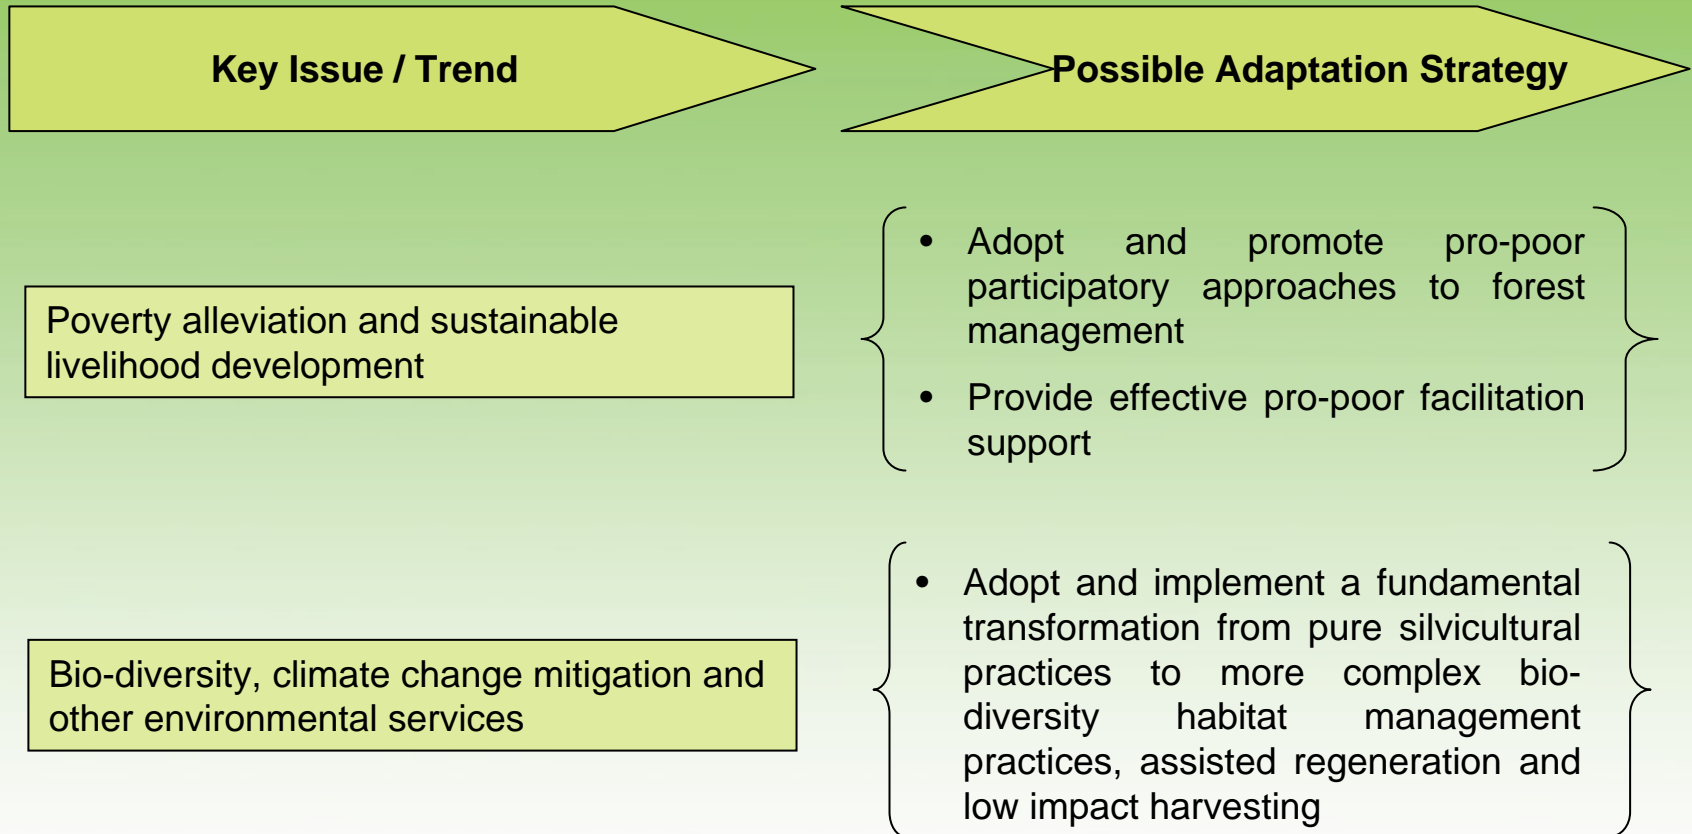 Key Issue / Trend
Possible Adaptation Strategy
Poverty alleviation and sustainable
livelihood development
• Adopt and promote pro-poor
participatory approaches to forest
management
• Provide effective pro-poor facilitation
support
Bio-diversity, climate change mitigation and
other environmental services
• Adopt and implement a fundamental
transformation from pure silvicultural
practices to more complex bio-
diversity habitat management
practices, assisted regeneration and
low impact harvesting